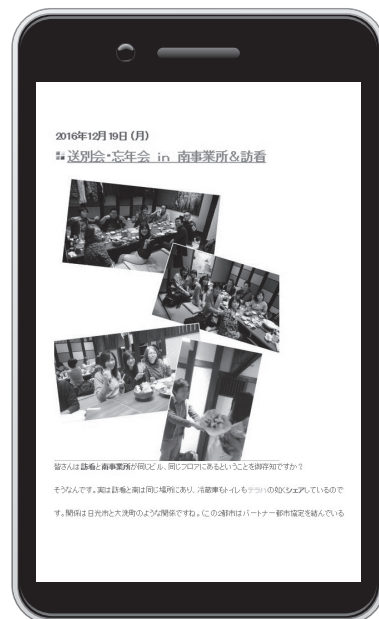 2016年12月19日（月）
送別会・忘年会 in 南事業所＆訪看
皆さんは訪看と南事業所が同じビル、同じフロアにあるということを御存知ですか？
そうなんです。実は訪看と南は同じ場所にあり、冷蔵庫もトイレもテラハの如くシェアしているので
す。関係は日光市と大洗町のような関係ですね。（この2都市はパートナー都市協定を結んでいる